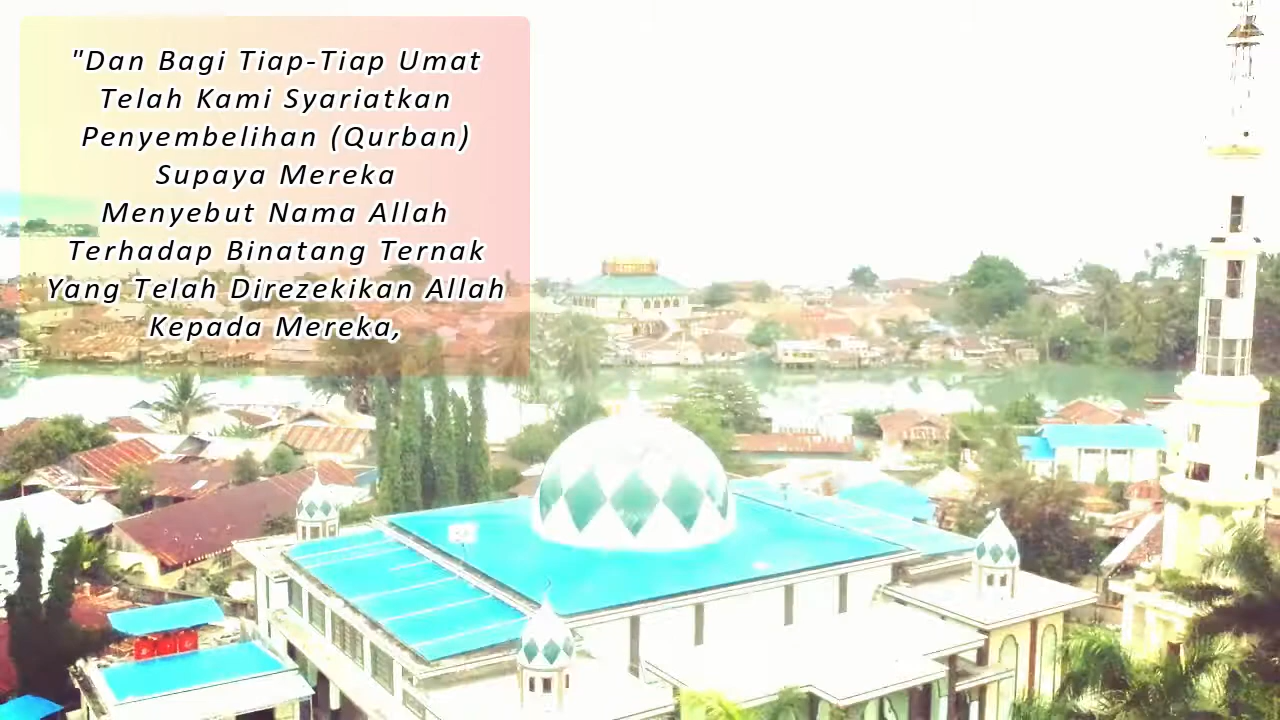 "Dan Bagi Tiap-Tiap Umat
Telah Kami Syariatkan
Penyembelihan (Qurban)
Supaya Mereka
Menyebut Nama Allah
Terhadap Binatang Ternak
Yang Telah Direzekikan Allah
Kepada Mereka,